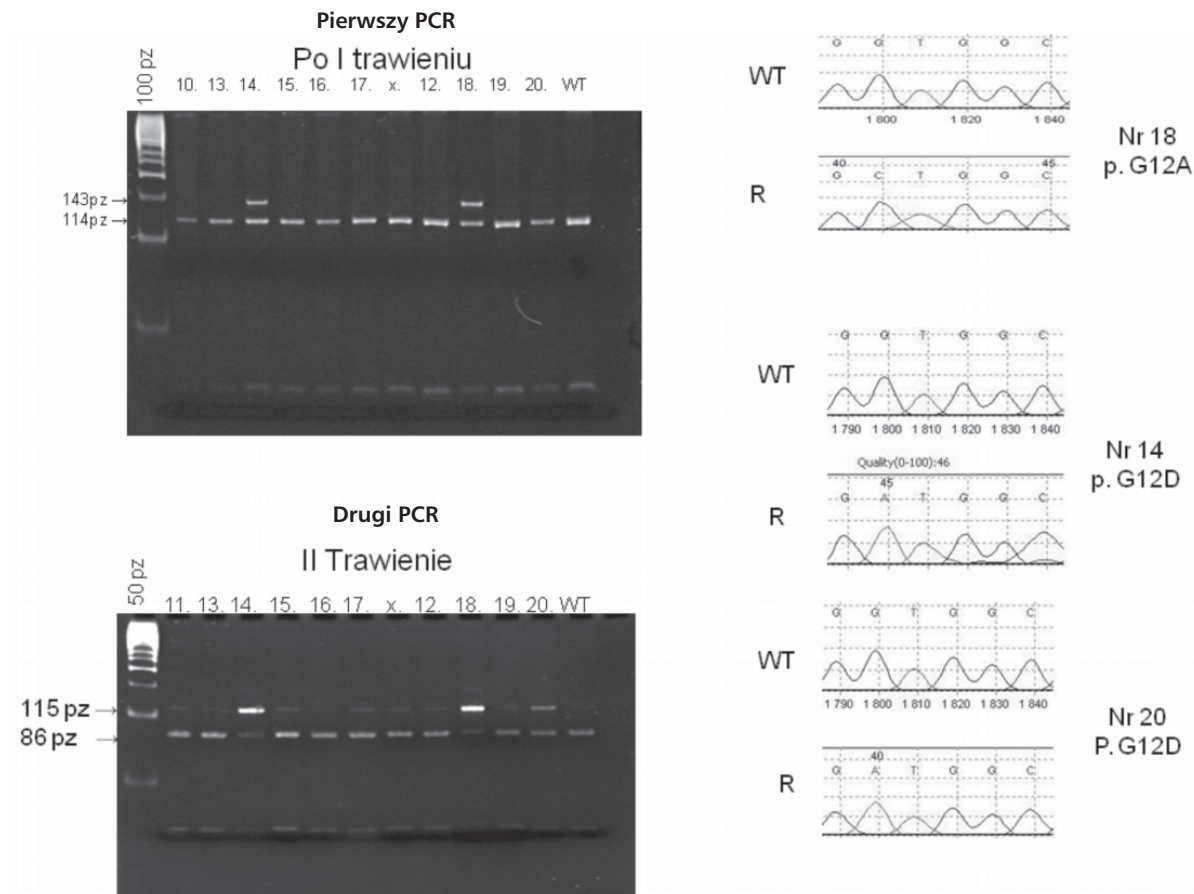 Pierwszy PCR
Po I trawieniu
100 pz
10. 13. 14. 15. 16. 17. x. 12. 18. 19. 20. WT
143pz
114pz
Drugi PCR
II Trawienie
50 pz
11. 13. 14. 15. 16. 17. x. 12. 18. 19. 20. WT
115 pz
86 pz
G G T G G C
WT
1 800 1 820 1 840
Nr 18
p. G12A
40 45
G C T G G C
R
G G T G G C
WT
1 790 1 800 1 810 1 820 1 830 1 840
Nr 14
p. G12D
Quality(0-100):46
45
G A T G G C
R
G G T G G C
WT
1 790 1 800 1 810 1 820 1 830 1 840
Nr 20
P. G12D
40
G A T G G C
R